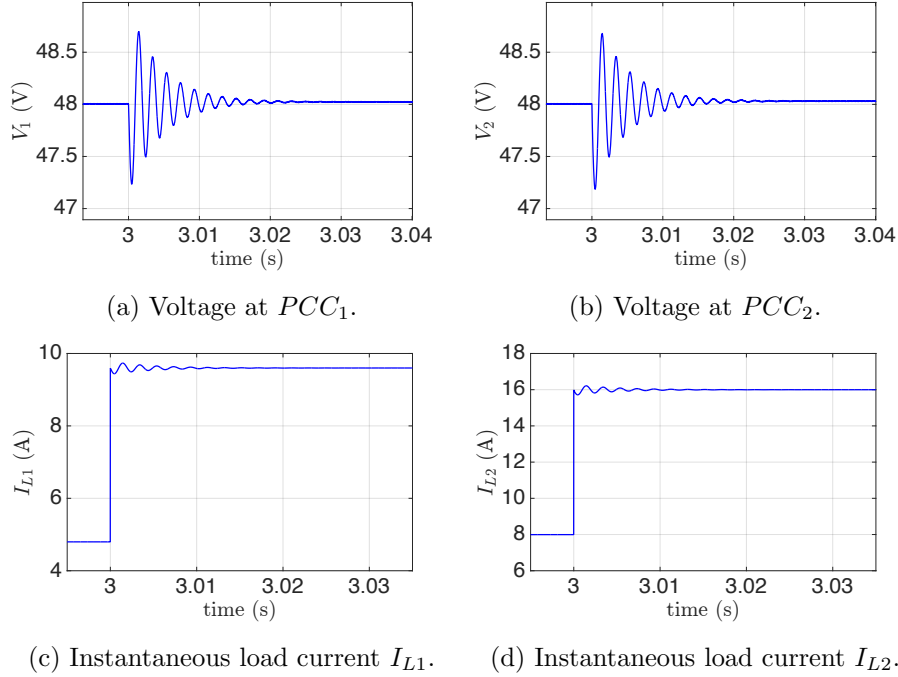 48.5
48
47.5
47
V1 (V)
3 3.01 3.02 3.03 3.04
time (s)
(a) Voltage at PCC1.
48.5
48
47.5
47
V2 (V)
3 3.01 3.02 3.03 3.04
time (s)
(b) Voltage at PCC2.
10
8
6
4
IL1 (A)
3 3.01 3.02 3.03
time (s)
(c) Instantaneous load current IL1.
18
16
14
12
10
8
6
IL2 (A)
3 3.01 3.02 3.03
time (s)
(d) Instantaneous load current IL2.